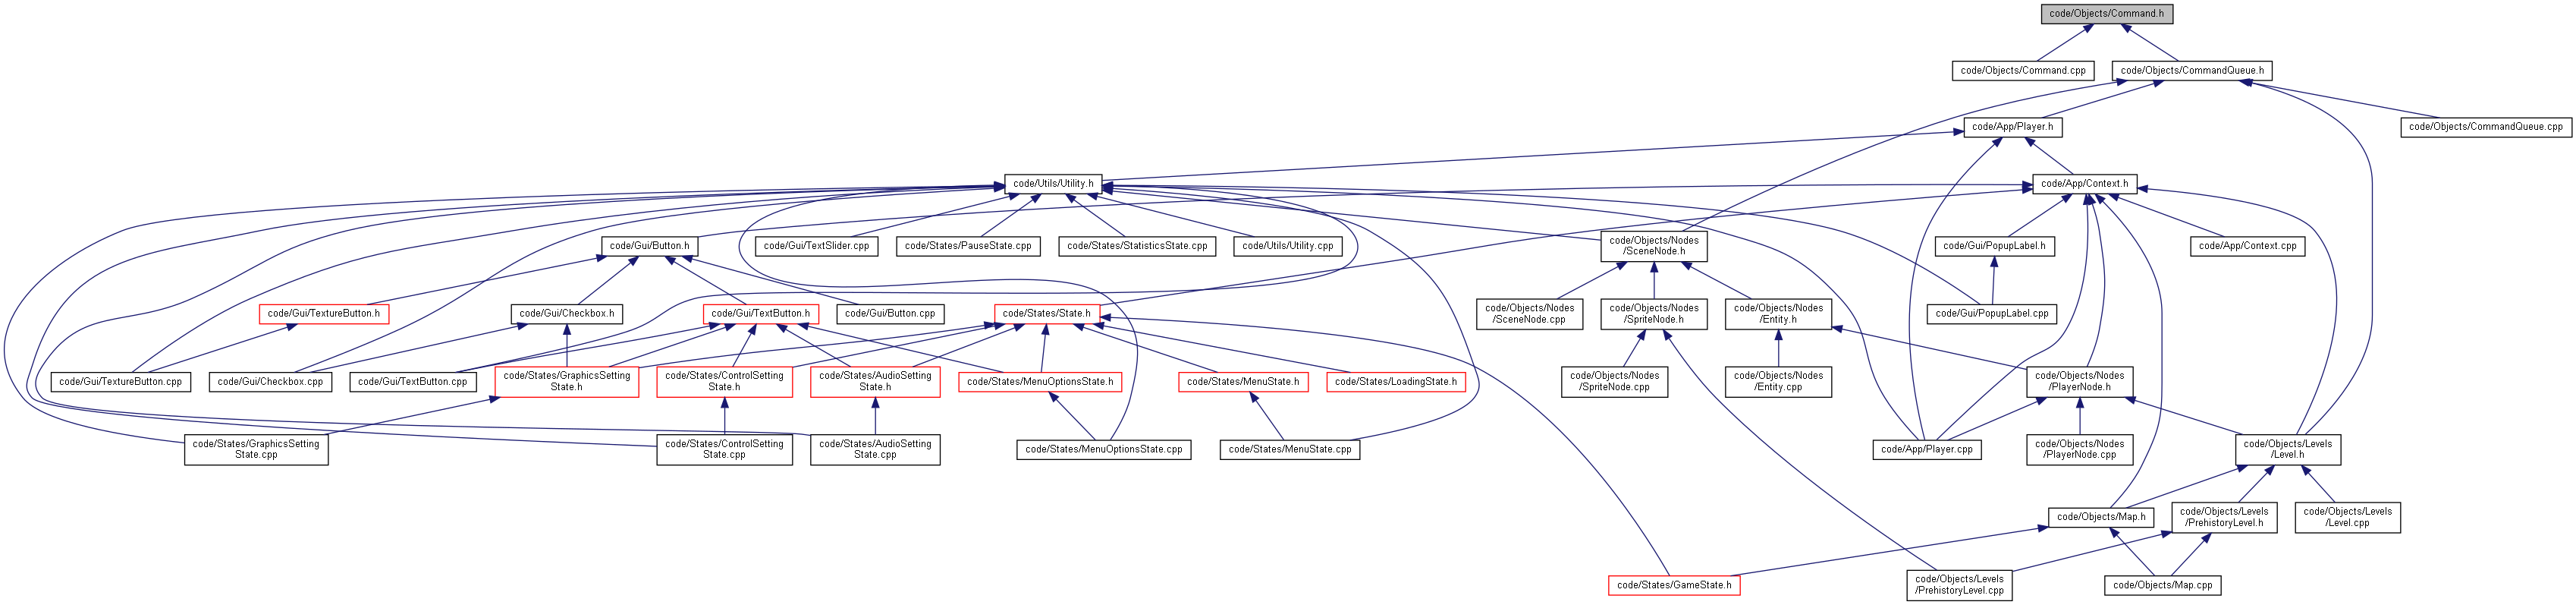 code/Objects/Command.h
code/Objects/Command.cpp
code/Objects/CommandQueue.h
code/App/Player.h
code/Objects/CommandQueue.cpp
code/Utils/Utility.h
code/App/Context.h
code/Gui/Button.h
code/Gui/TextSlider.cpp
code/States/PauseState.cpp
code/States/StatisticsState.cpp
code/Utils/Utility.cpp
code/Objects/Nodes
/SceneNode.h
code/Gui/PopupLabel.h
code/App/Context.cpp
code/Gui/TextureButton.h
code/Gui/Checkbox.h
code/Gui/TextButton.h
code/Gui/Button.cpp
code/States/State.h
code/Objects/Nodes
/SceneNode.cpp
code/Objects/Nodes
/SpriteNode.h
code/Objects/Nodes
/Entity.h
code/Gui/PopupLabel.cpp
code/Gui/TextureButton.cpp
code/Gui/Checkbox.cpp
code/Gui/TextButton.cpp
code/States/GraphicsSetting
State.h
code/States/ControlSetting
State.h
code/States/AudioSetting
State.h
code/States/MenuOptionsState.h
code/States/MenuState.h
code/States/LoadingState.h
code/Objects/Nodes
/SpriteNode.cpp
code/Objects/Nodes
/Entity.cpp
code/Objects/Nodes
/PlayerNode.h
code/States/GraphicsSetting
State.cpp
code/States/ControlSetting
State.cpp
code/States/AudioSetting
State.cpp
code/States/MenuOptionsState.cpp
code/States/MenuState.cpp
code/App/Player.cpp
code/Objects/Nodes
/PlayerNode.cpp
code/Objects/Levels
/Level.h
code/Objects/Map.h
code/Objects/Levels
/PrehistoryLevel.h
code/Objects/Levels
/Level.cpp
code/States/GameState.h
code/Objects/Levels
/PrehistoryLevel.cpp
code/Objects/Map.cpp